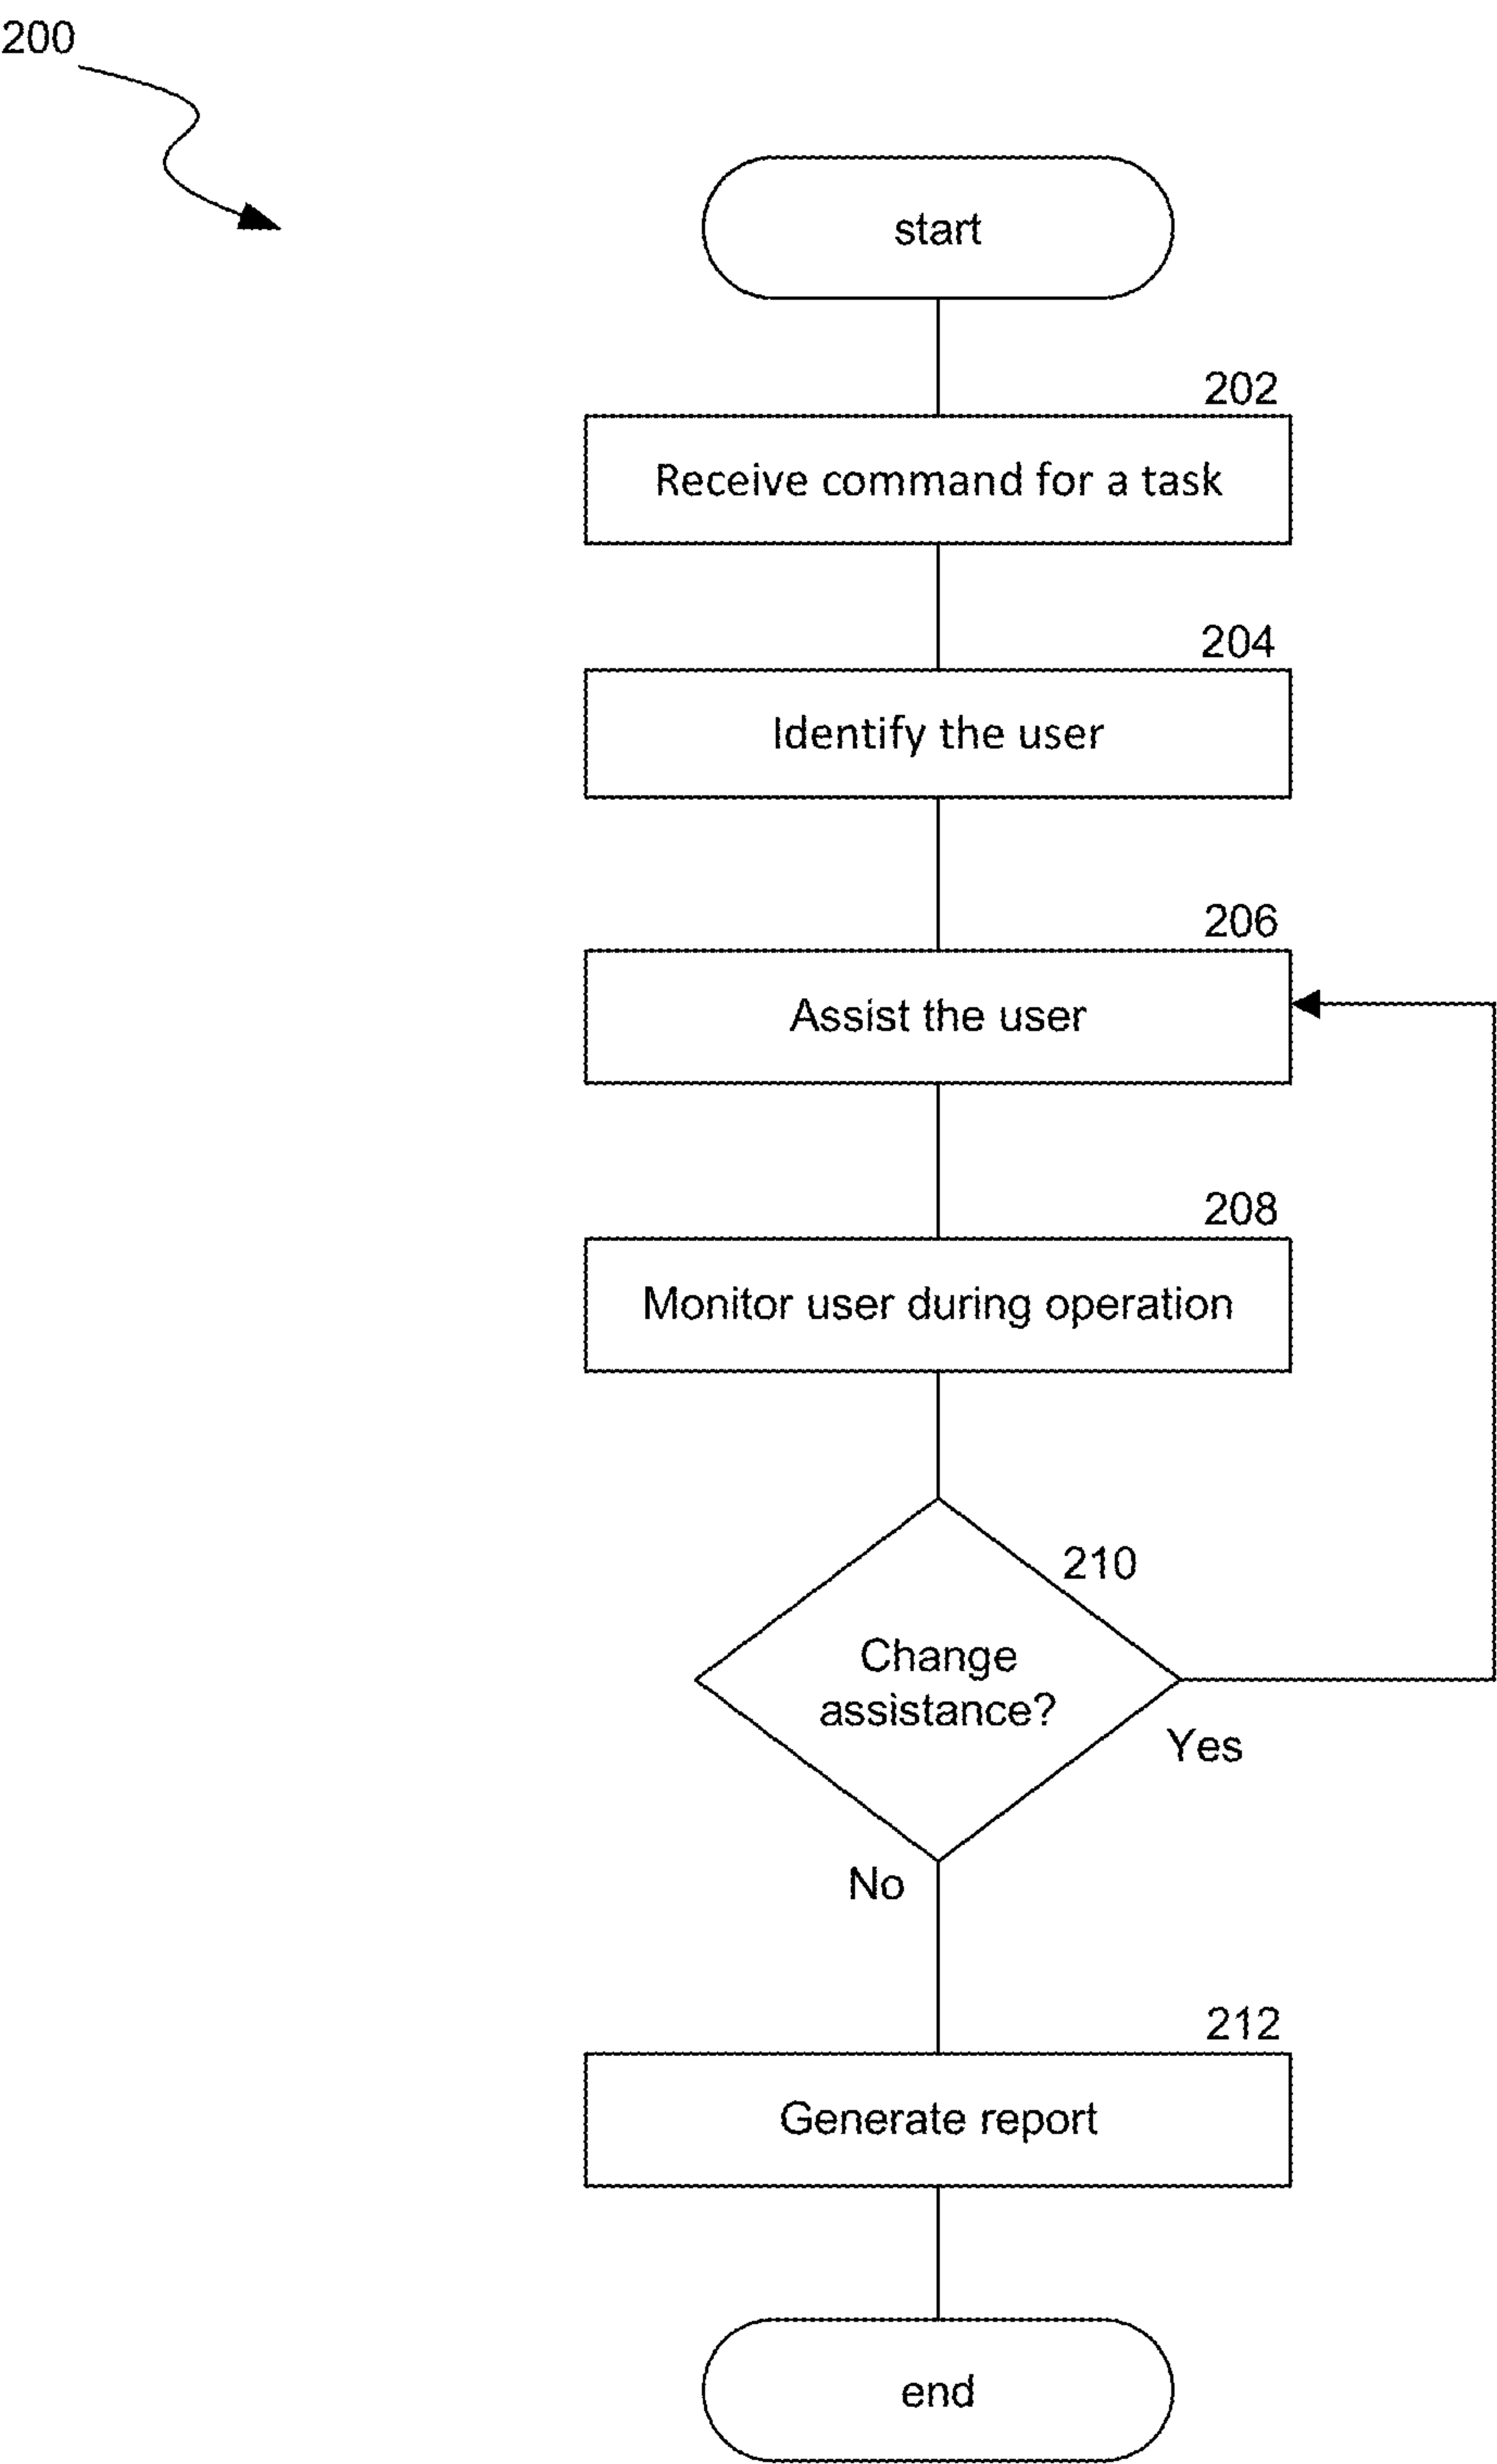 200
start
202
Receive command for a task
204
Identify the user
206
Assist the user
208
Monitor user during operation
210
Change
assistance?
Yes
No
212
Generate report
end